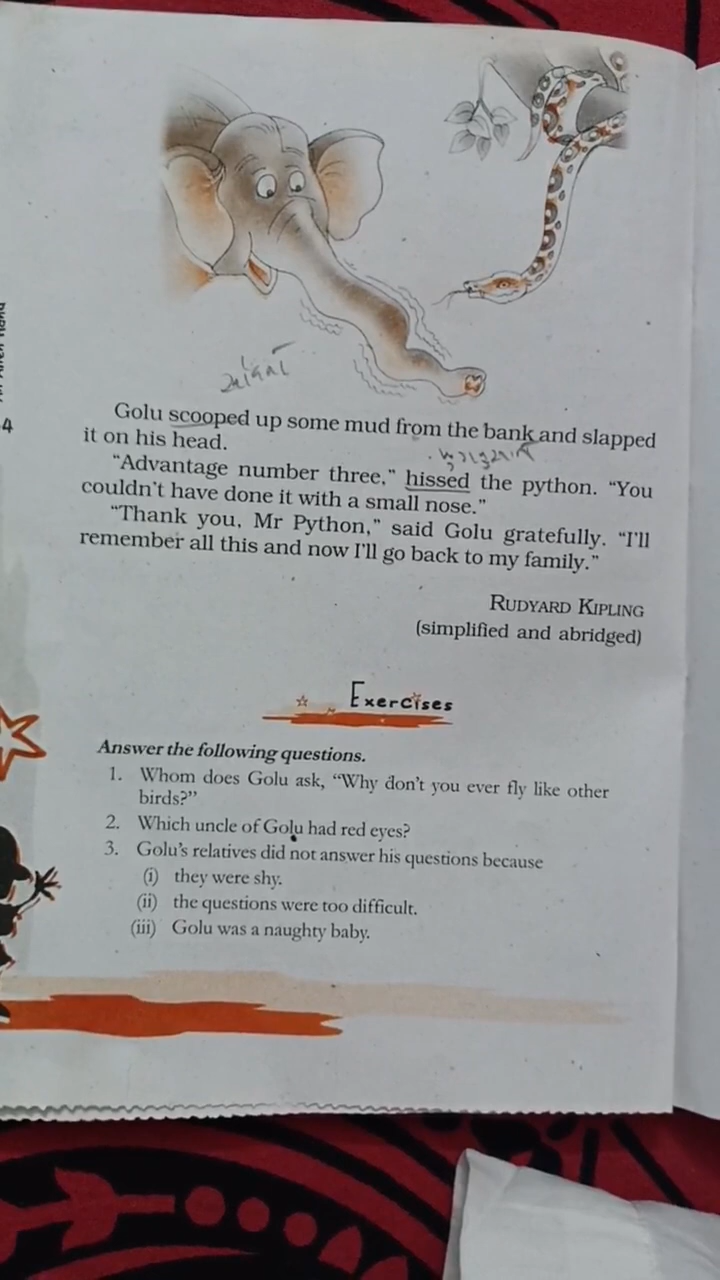 4
Golu scooped up some mud from the bank and slapped
it on his head.
“Advantage number three,” hissed the python. “You
couldn’t have done it with a small nose.”
“Thank you, Mr Python,” said Golu gratefully. “I’ll
remember all this and now I’ll go back to my family.”
RUDYARD KIPLING
(simplified and abridged)
Exercises
Answer the following questions.
1. Whom does Golu ask, “Why don’t you ever fly like other
birds?”
2. Which uncle of Golu had red eyes?
3. Golu’s relatives did not answer his questions because
(i) they were shy.
(ii) the questions were too difficult.
(iii) Golu was a naughty baby.